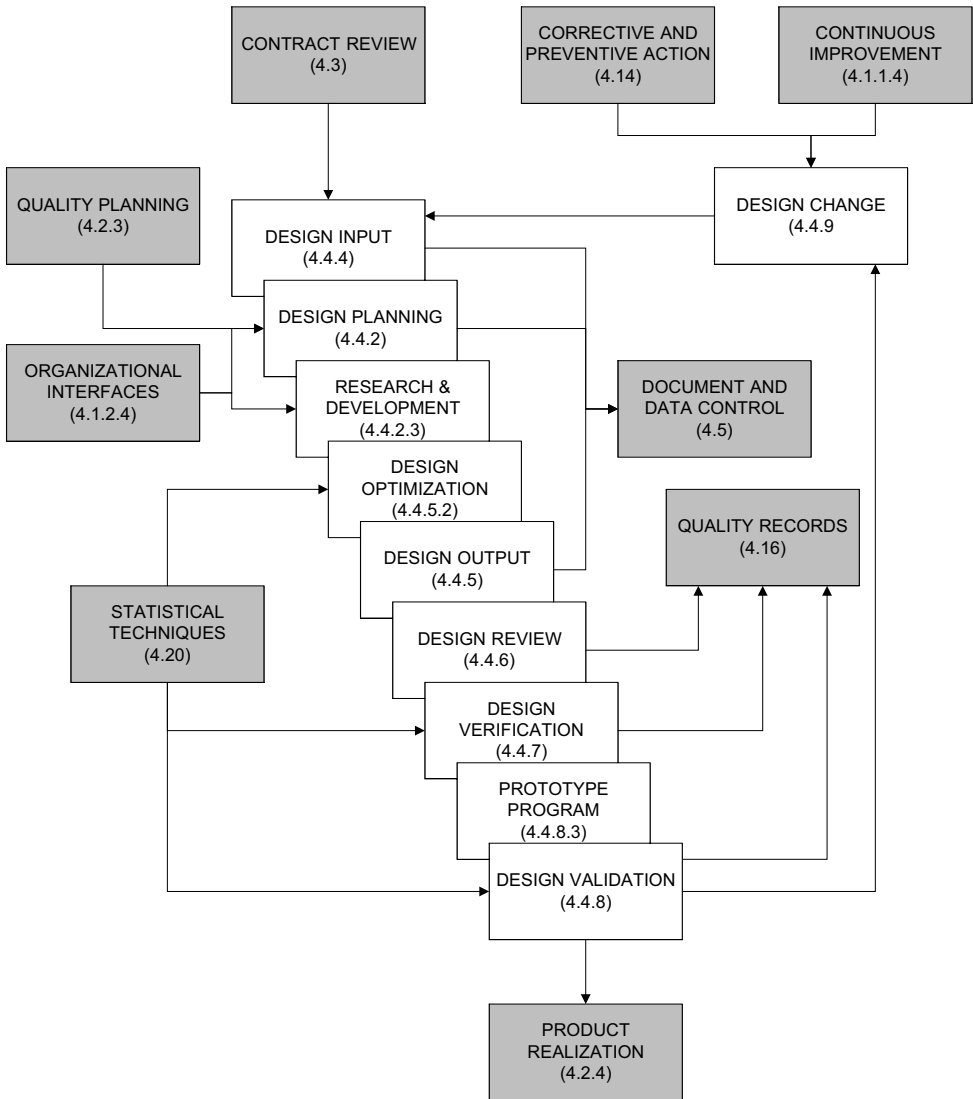 CONTRACT REVIEW
(4.3)
CORRECTIVE AND
PREVENTIVE ACTION
(4.14)
CONTINUOUS
IMPROVEMENT
(4.1.1.4)
QUALITY PLANNING
(4.2.3)
DESIGN CHANGE
(4.4.9
DESIGN INPUT
(4.4.4)
DESIGN PLANNING
(4.4.2)
ORGANIZATIONAL
INTERFACES
(4.1.2.4)
RESEARCH &
DEVELOPMENT
(4.4.2.3)
DOCUMENT AND
DATA CONTROL
(4.5)
DESIGN
OPTIMIZATION
(4.4.5.2)
QUALITY RECORDS
(4.16)
DESIGN OUTPUT
(4.4.5)
STATISTICAL
TECHNIQUES
(4.20)
DESIGN REVIEW
(4.4.6)
DESIGN
VERIFICATION
(4.4.7)
PROTOTYPE
PROGRAM
(4.4.8.3)
DESIGN VALIDATION
(4.4.8)
PRODUCT
REALIZATION
(4.2.4)